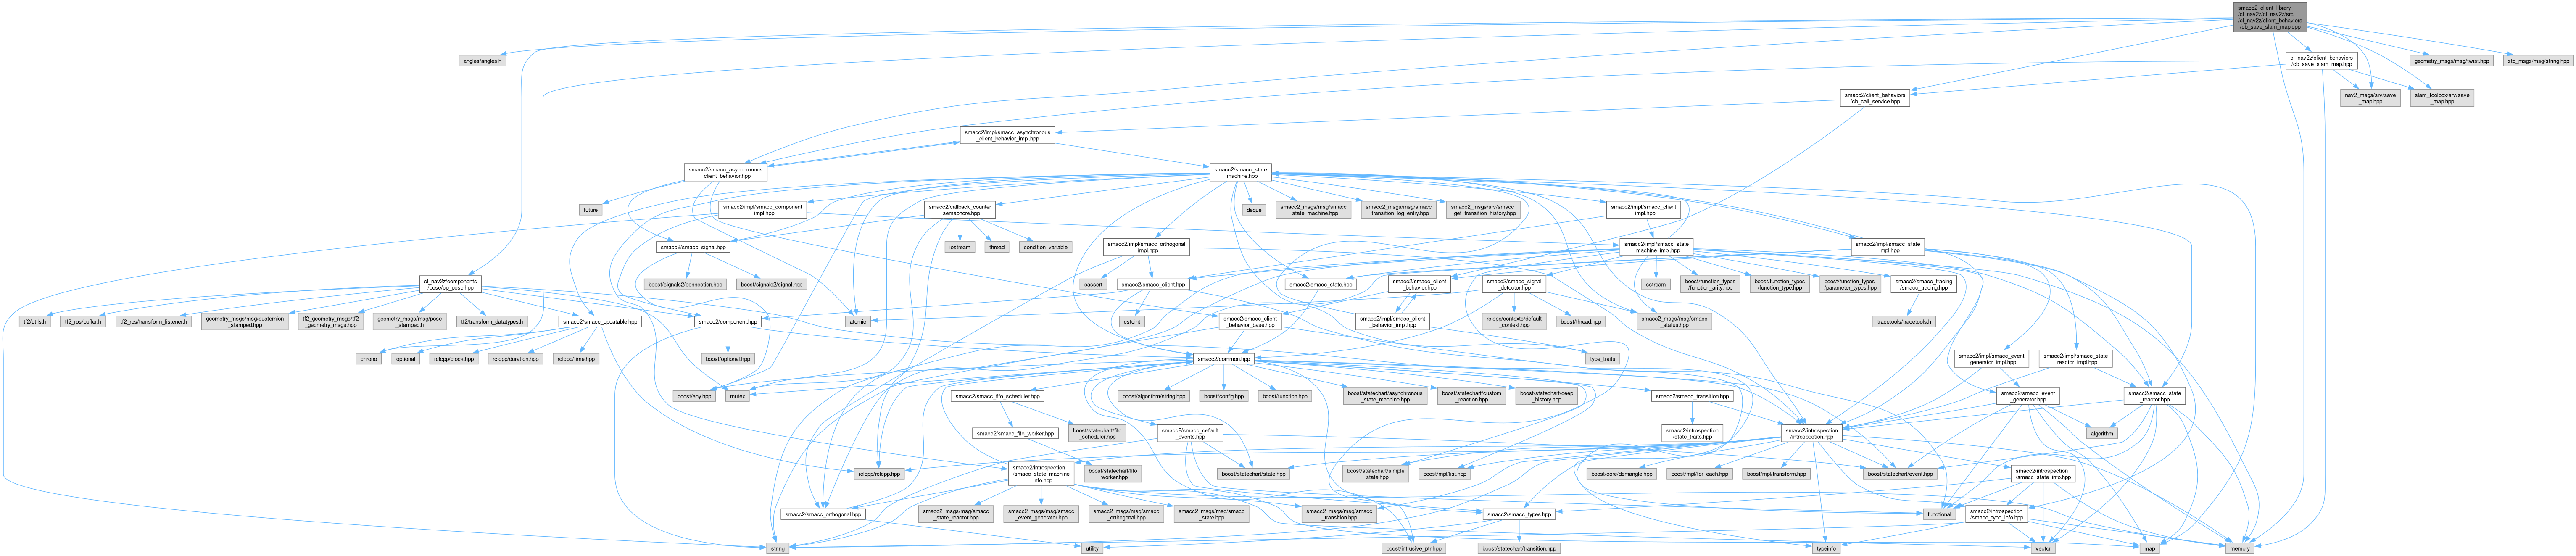 smacc2_client_library
/cl_nav2z/cl_nav2z/src
/cl_nav2z/client_behaviors
/cb_save_slam_map.cpp
angles/angles.h
cl_nav2z/client_behaviors
/cb_save_slam_map.hpp
geometry_msgs/msg/twist.hpp
std_msgs/msg/string.hpp
smacc2/client_behaviors
/cb_call_service.hpp
nav2_msgs/srv/save
_map.hpp
slam_toolbox/srv/save
_map.hpp
smacc2/impl/smacc_asynchronous
_client_behavior_impl.hpp
smacc2/smacc_asynchronous
_client_behavior.hpp
smacc2/smacc_state
_machine.hpp
future
smacc2/impl/smacc_component
_impl.hpp
smacc2/callback_counter
_semaphore.hpp
deque
smacc2_msgs/msg/smacc
_state_machine.hpp
smacc2_msgs/msg/smacc
_transition_log_entry.hpp
smacc2_msgs/srv/smacc
_get_transition_history.hpp
smacc2/impl/smacc_client
_impl.hpp
smacc2/smacc_signal.hpp
iostream
thread
condition_variable
smacc2/impl/smacc_orthogonal
_impl.hpp
smacc2/impl/smacc_state
_machine_impl.hpp
smacc2/impl/smacc_state
_impl.hpp
cl_nav2z/components
/pose/cp_pose.hpp
boost/signals2/connection.hpp
boost/signals2/signal.hpp
cassert
smacc2/smacc_client.hpp
smacc2/smacc_state.hpp
smacc2/smacc_client
_behavior.hpp
smacc2/smacc_signal
_detector.hpp
sstream
boost/function_types
/function_arity.hpp
boost/function_types
/function_type.hpp
boost/function_types
/parameter_types.hpp
smacc2/smacc_tracing
/smacc_tracing.hpp
tf2/utils.h
tf2_ros/buffer.h
tf2_ros/transform_listener.h
geometry_msgs/msg/quaternion
_stamped.hpp
tf2_geometry_msgs/tf2
_geometry_msgs.hpp
geometry_msgs/msg/pose
_stamped.h
tf2/transform_datatypes.h
smacc2/smacc_updatable.hpp
smacc2/component.hpp
atomic
cstdint
smacc2/smacc_client
_behavior_base.hpp
smacc2/impl/smacc_client
_behavior_impl.hpp
rclcpp/contexts/default
_context.hpp
boost/thread.hpp
smacc2_msgs/msg/smacc
_status.hpp
tracetools/tracetools.h
chrono
optional
rclcpp/clock.hpp
rclcpp/duration.hpp
rclcpp/time.hpp
boost/optional.hpp
smacc2/common.hpp
type_traits
smacc2/impl/smacc_event
_generator_impl.hpp
smacc2/impl/smacc_state
_reactor_impl.hpp
boost/any.hpp
mutex
smacc2/smacc_fifo_scheduler.hpp
boost/algorithm/string.hpp
boost/config.hpp
boost/function.hpp
boost/statechart/asynchronous
_state_machine.hpp
boost/statechart/custom
_reaction.hpp
boost/statechart/deep
_history.hpp
smacc2/smacc_transition.hpp
smacc2/smacc_event
_generator.hpp
smacc2/smacc_state
_reactor.hpp
smacc2/smacc_fifo_worker.hpp
boost/statechart/fifo
_scheduler.hpp
smacc2/smacc_default
_events.hpp
smacc2/introspection
/state_traits.hpp
smacc2/introspection
/introspection.hpp
algorithm
rclcpp/rclcpp.hpp
smacc2/introspection
/smacc_state_machine
_info.hpp
boost/statechart/fifo
_worker.hpp
boost/statechart/state.hpp
boost/statechart/simple
_state.hpp
boost/mpl/list.hpp
boost/core/demangle.hpp
boost/mpl/for_each.hpp
boost/mpl/transform.hpp
boost/statechart/event.hpp
smacc2/introspection
/smacc_state_info.hpp
smacc2/smacc_orthogonal.hpp
smacc2_msgs/msg/smacc
_state_reactor.hpp
smacc2_msgs/msg/smacc
_event_generator.hpp
smacc2_msgs/msg/smacc
_orthogonal.hpp
smacc2_msgs/msg/smacc
_state.hpp
smacc2_msgs/msg/smacc
_transition.hpp
smacc2/smacc_types.hpp
functional
smacc2/introspection
/smacc_type_info.hpp
string
utility
boost/intrusive_ptr.hpp
boost/statechart/transition.hpp
typeinfo
vector
map
memory